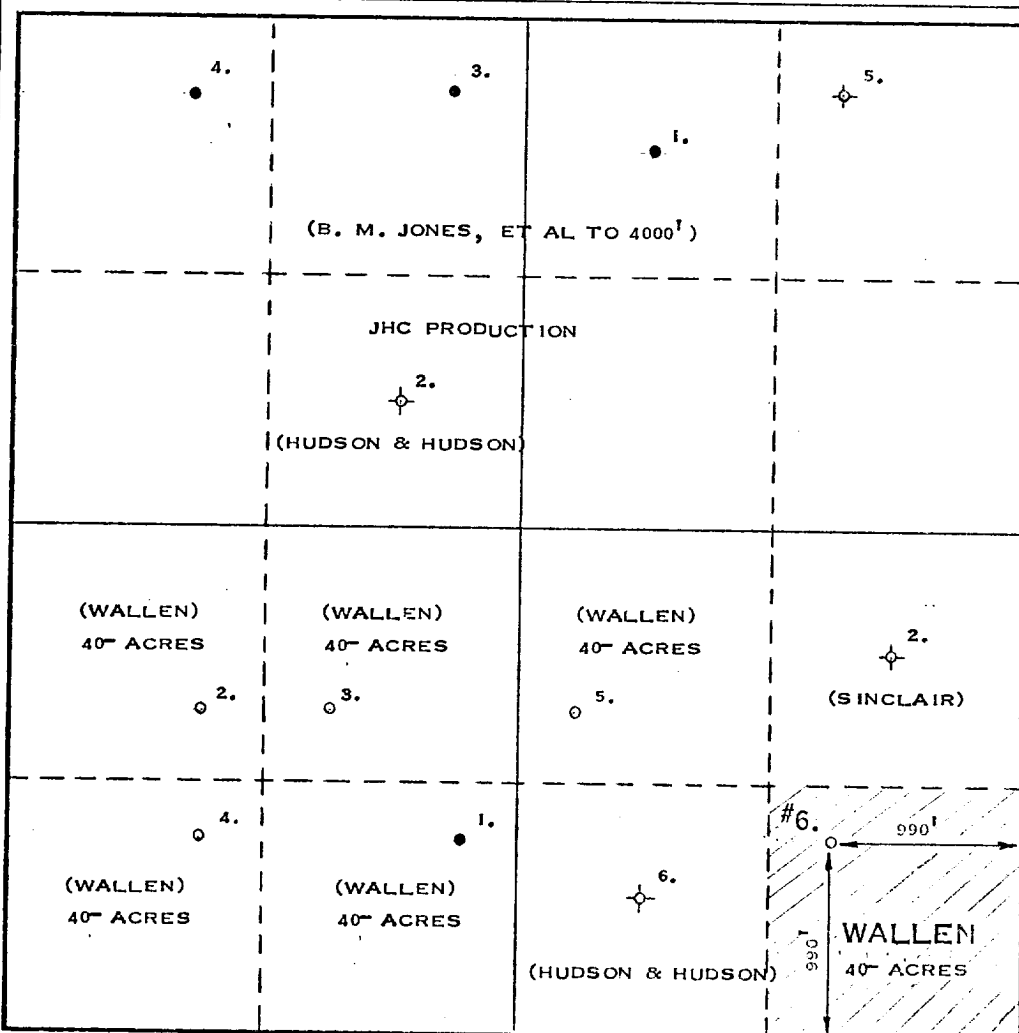 4.
3.
5.
1.
(B. M. JONES, ET AL TO 4000')
JHC PRODUCTION
2.
(HUDSON & HUDSON)
(WALLEN)
40- ACRES
(WALLEN)
40- ACRES
(WALLEN)
40- ACRES
2.
(SINCLAIR)
2.
3.
5.
4.
1.
#6.
990'
(WALLEN)
40- ACRES
(WALLEN)
40- ACRES
6.
(HUDSON & HUDSON)
990'
WALLEN
40- ACRES